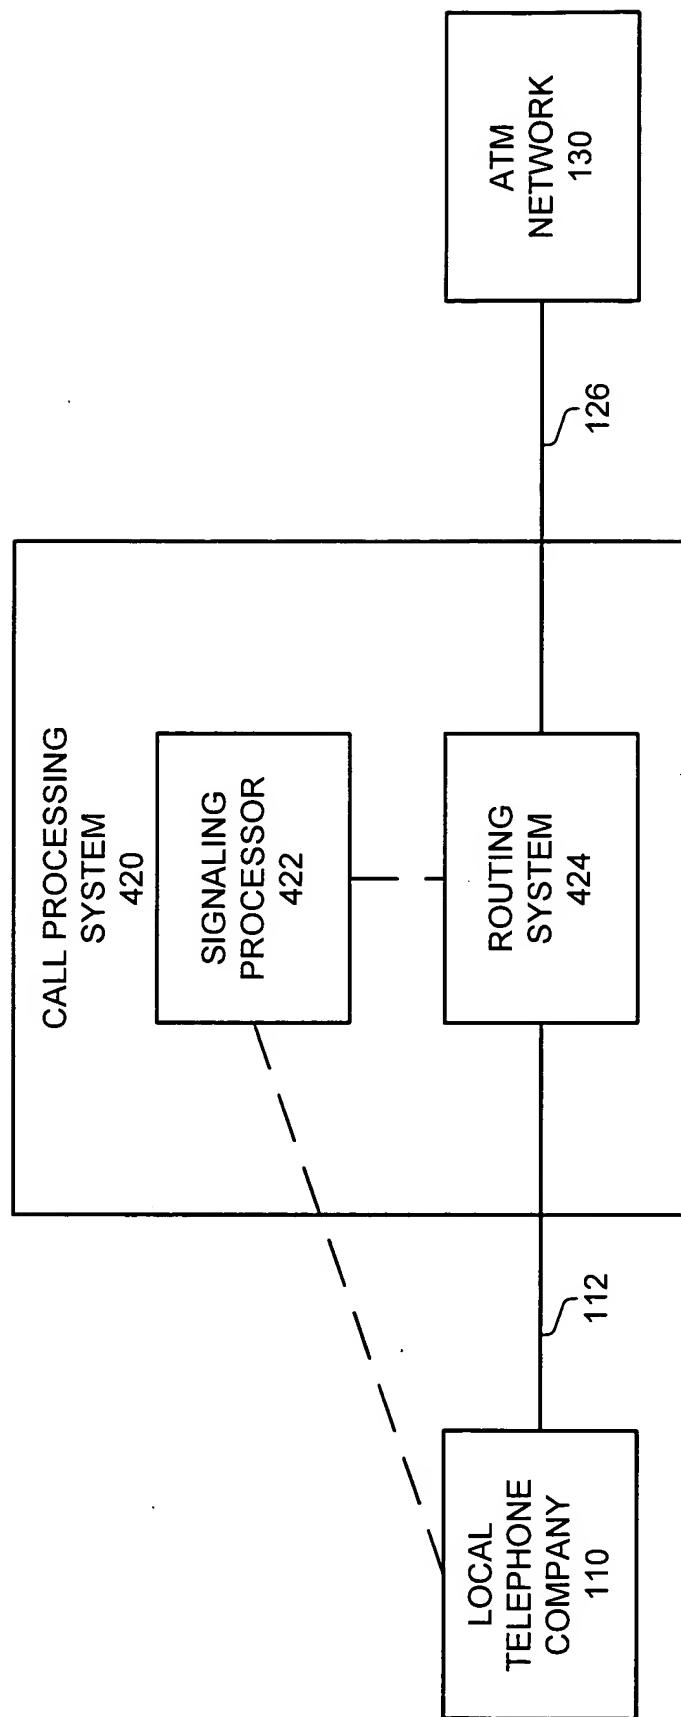 CALL PROCESSING
SYSTEM
420
SIGNALING
PROCESSOR
422
LOCAL
TELEPHONE
COMPANY
110
112
ROUTING
SYSTEM
424
126
ATM
NETWORK
130